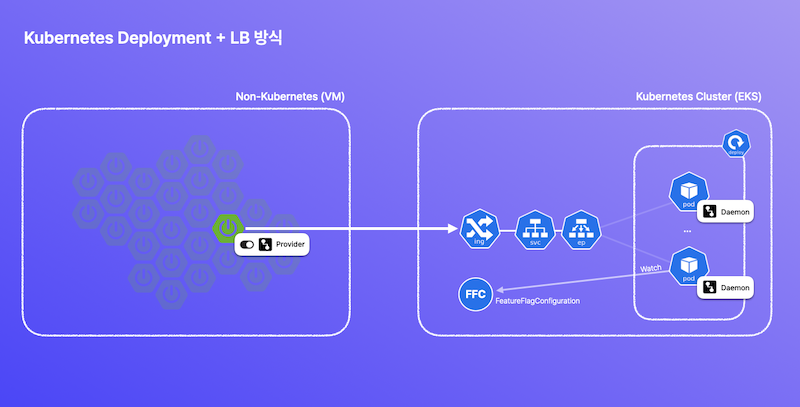 Kubernetes Deployment + LB 방식
Non-Kubernetes (VM)
Kubernetes Cluster (EKS)
deploy
pod
Daemon
Provider
ing
svc
ep
...
pod
Daemon
Watch
FFC
FeatureFlagConfiguration